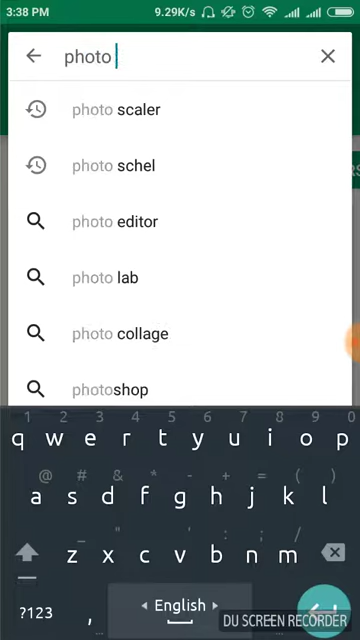 3:38 PM 9.29K/s
photo
photo scaler
photo schel
photo editor
photo lab
photo collage
photoshop
1 2 3 4 5 6 7 8 9 0
q w e r t y u i o p
@ # & * - + = ( )
a s d f g h j k l
_ " ' : ; /
z x c v b n m
?123 , English
DU SCREEN RECORDER